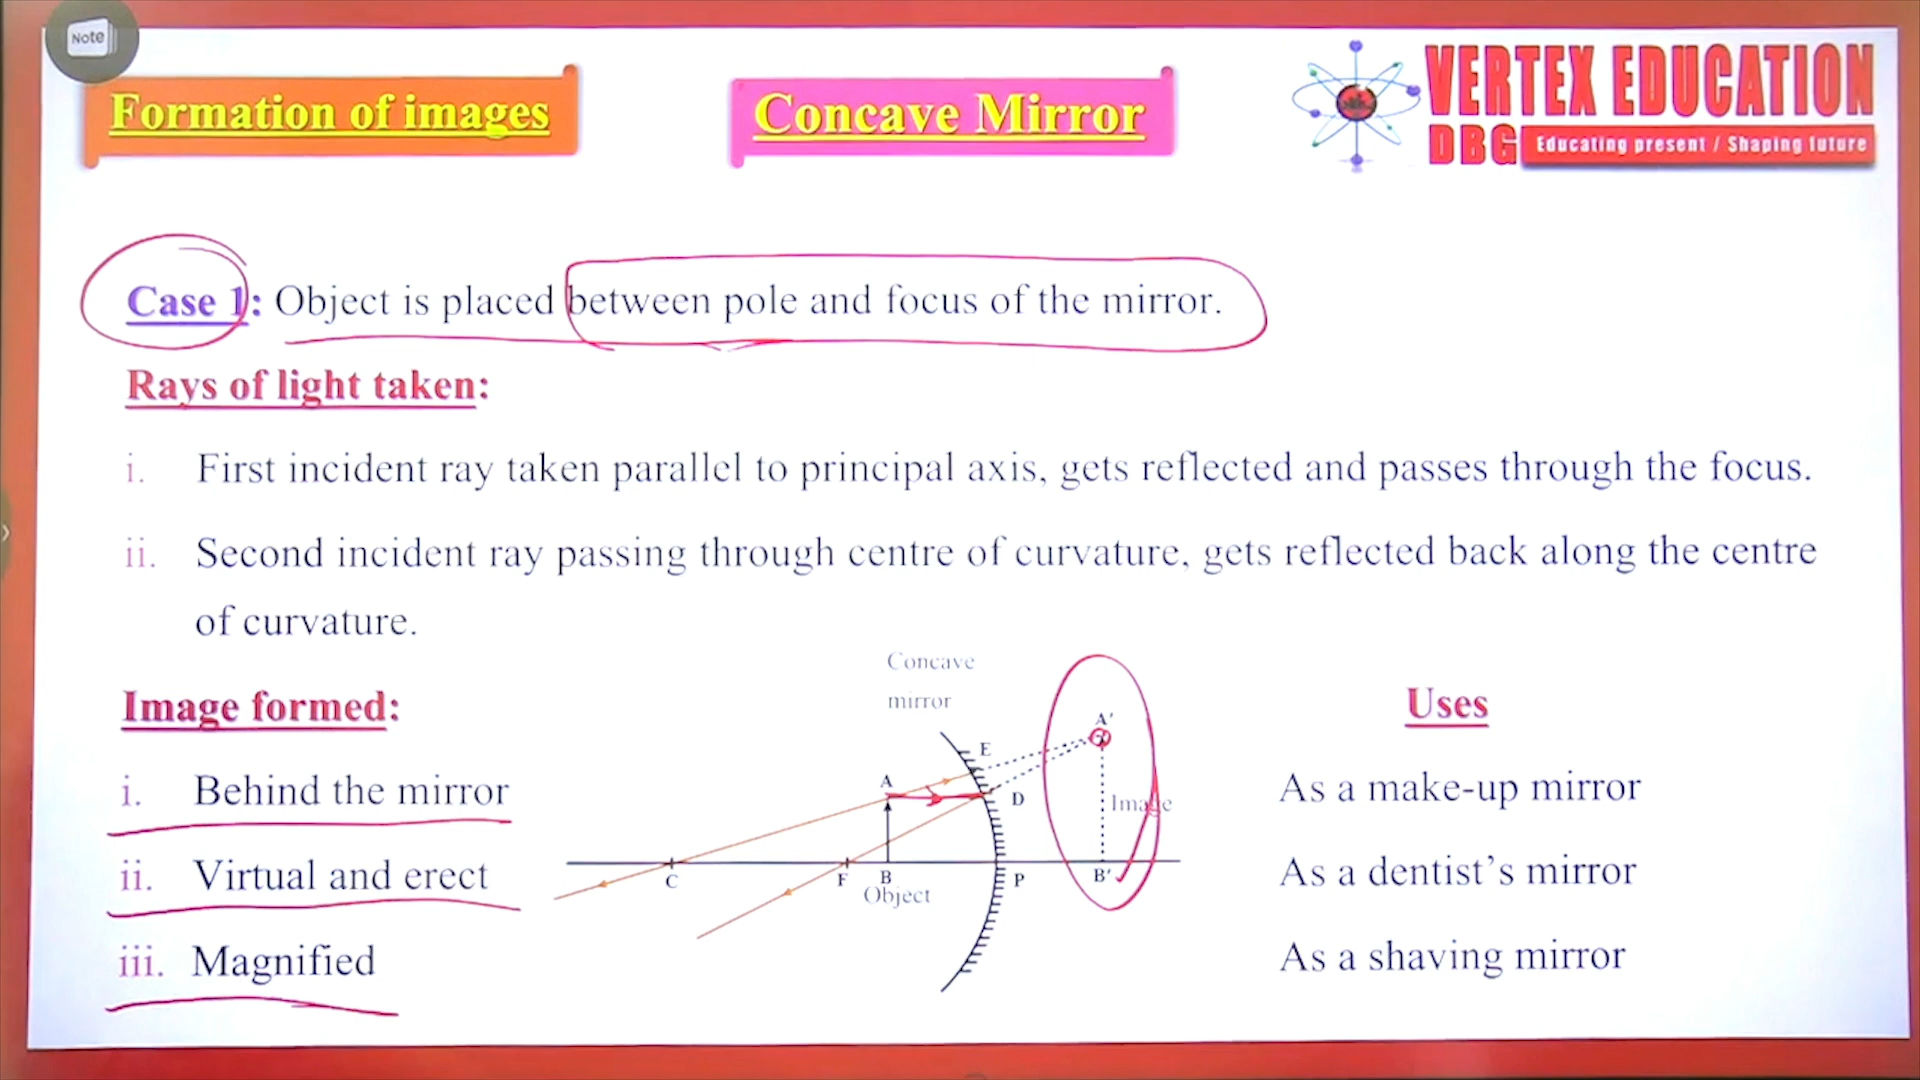 Note
Formation of images
Concave Mirror
VERTEX EDUCATION
DBG Educating present / Shaping future
Case 1: Object is placed between pole and focus of the mirror.
Rays of light taken:
i. First incident ray taken parallel to principal axis, gets reflected and passes through the focus.
ii. Second incident ray passing through centre of curvature, gets reflected back along the centre
of curvature.
Concave
mirror
Image formed:
i. Behind the mirror
ii. Virtual and erect
iii. Magnified
A'
E
A
D
Image
C
F
B
P
B'
Object
Uses
As a make-up mirror
As a dentist's mirror
As a shaving mirror